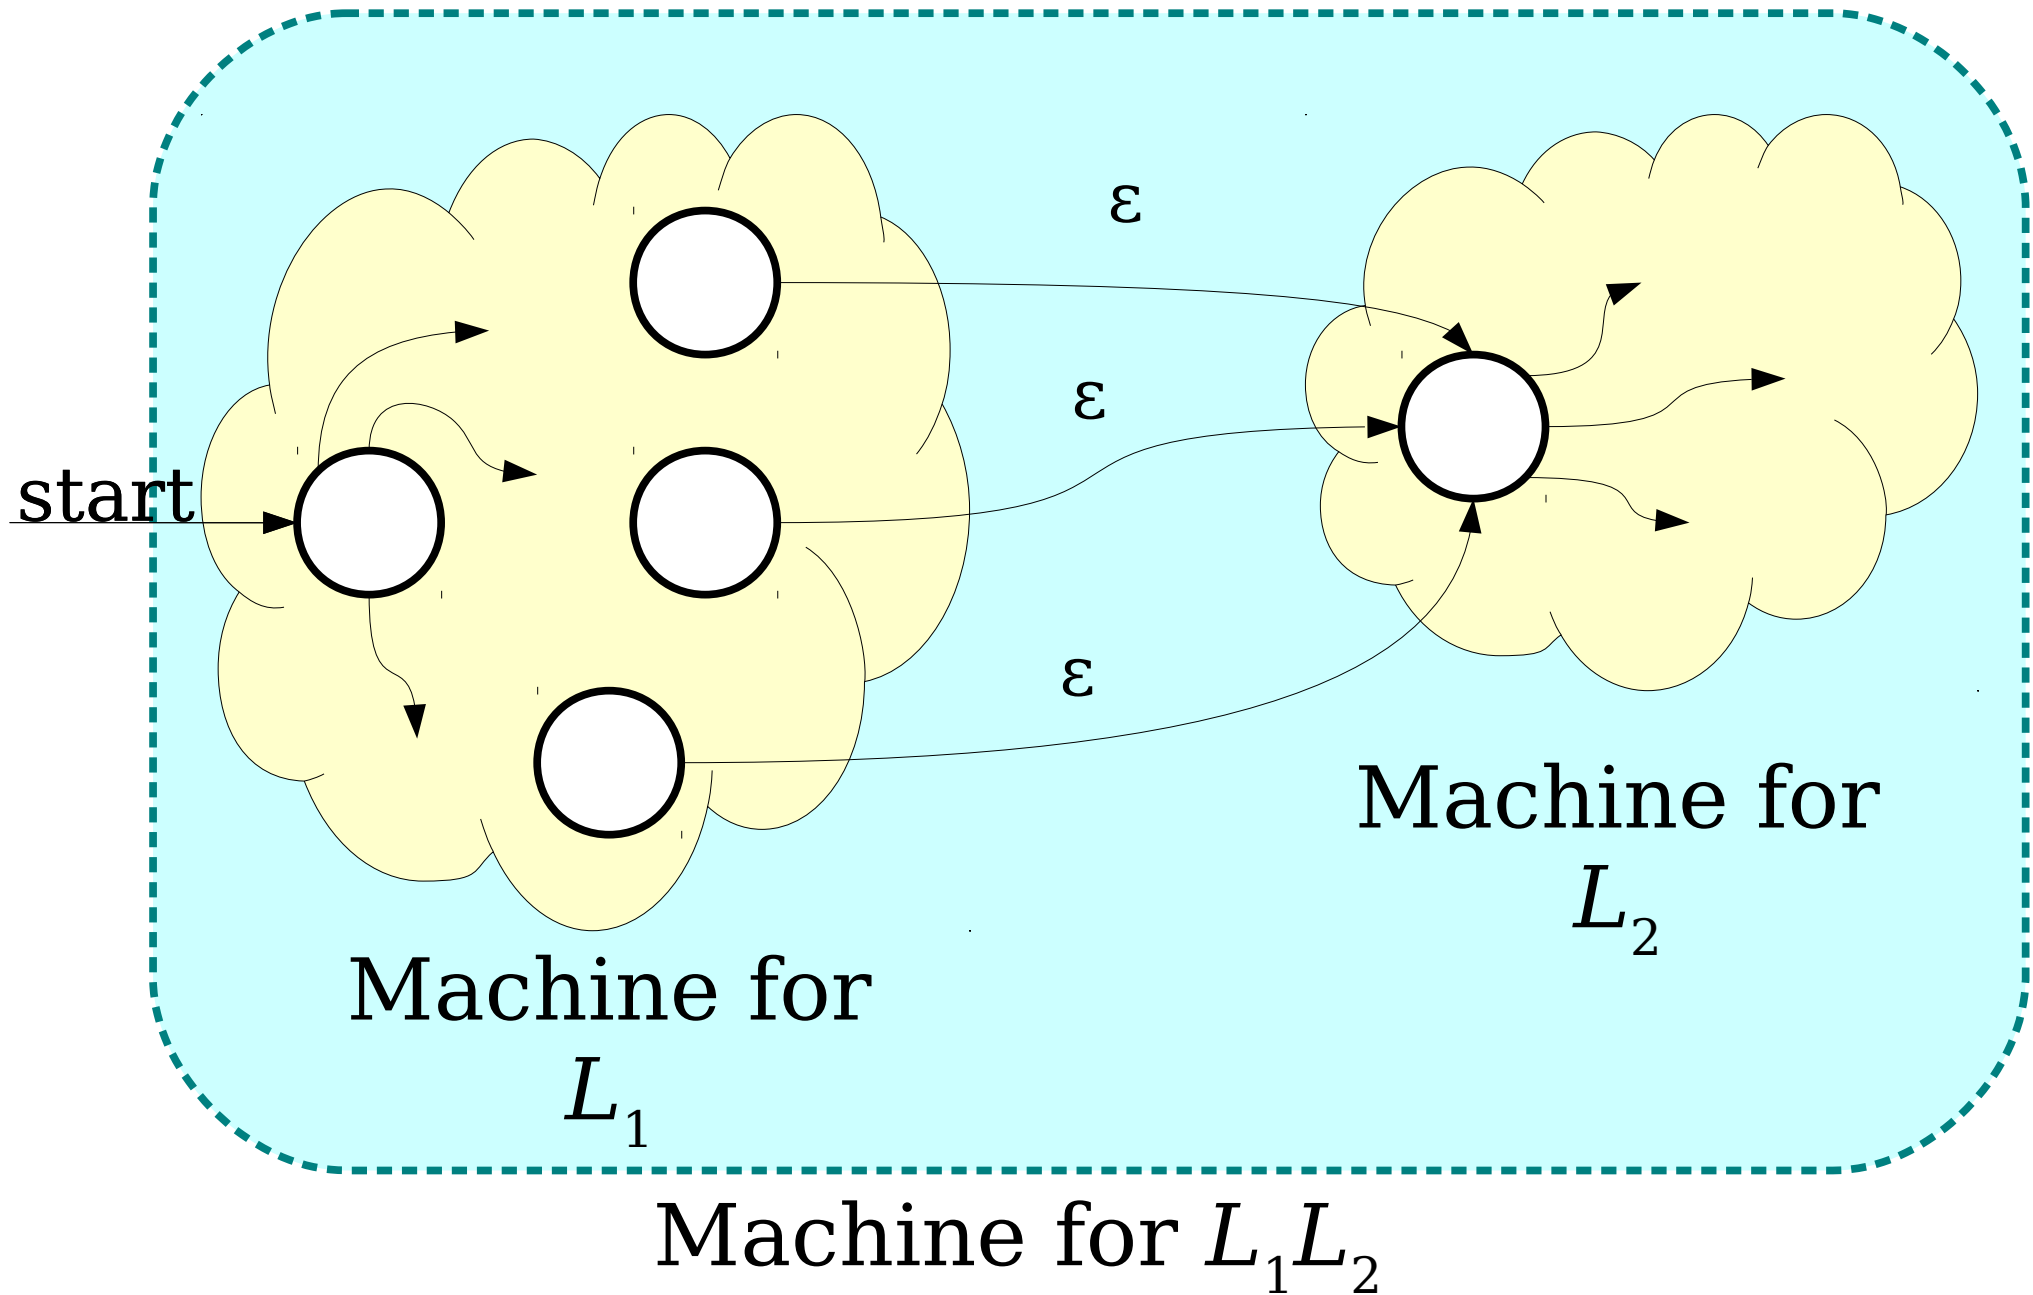 ε
ε
start
ε
Machine for
L₂
Machine for
L₁
Machine for L₁L₂